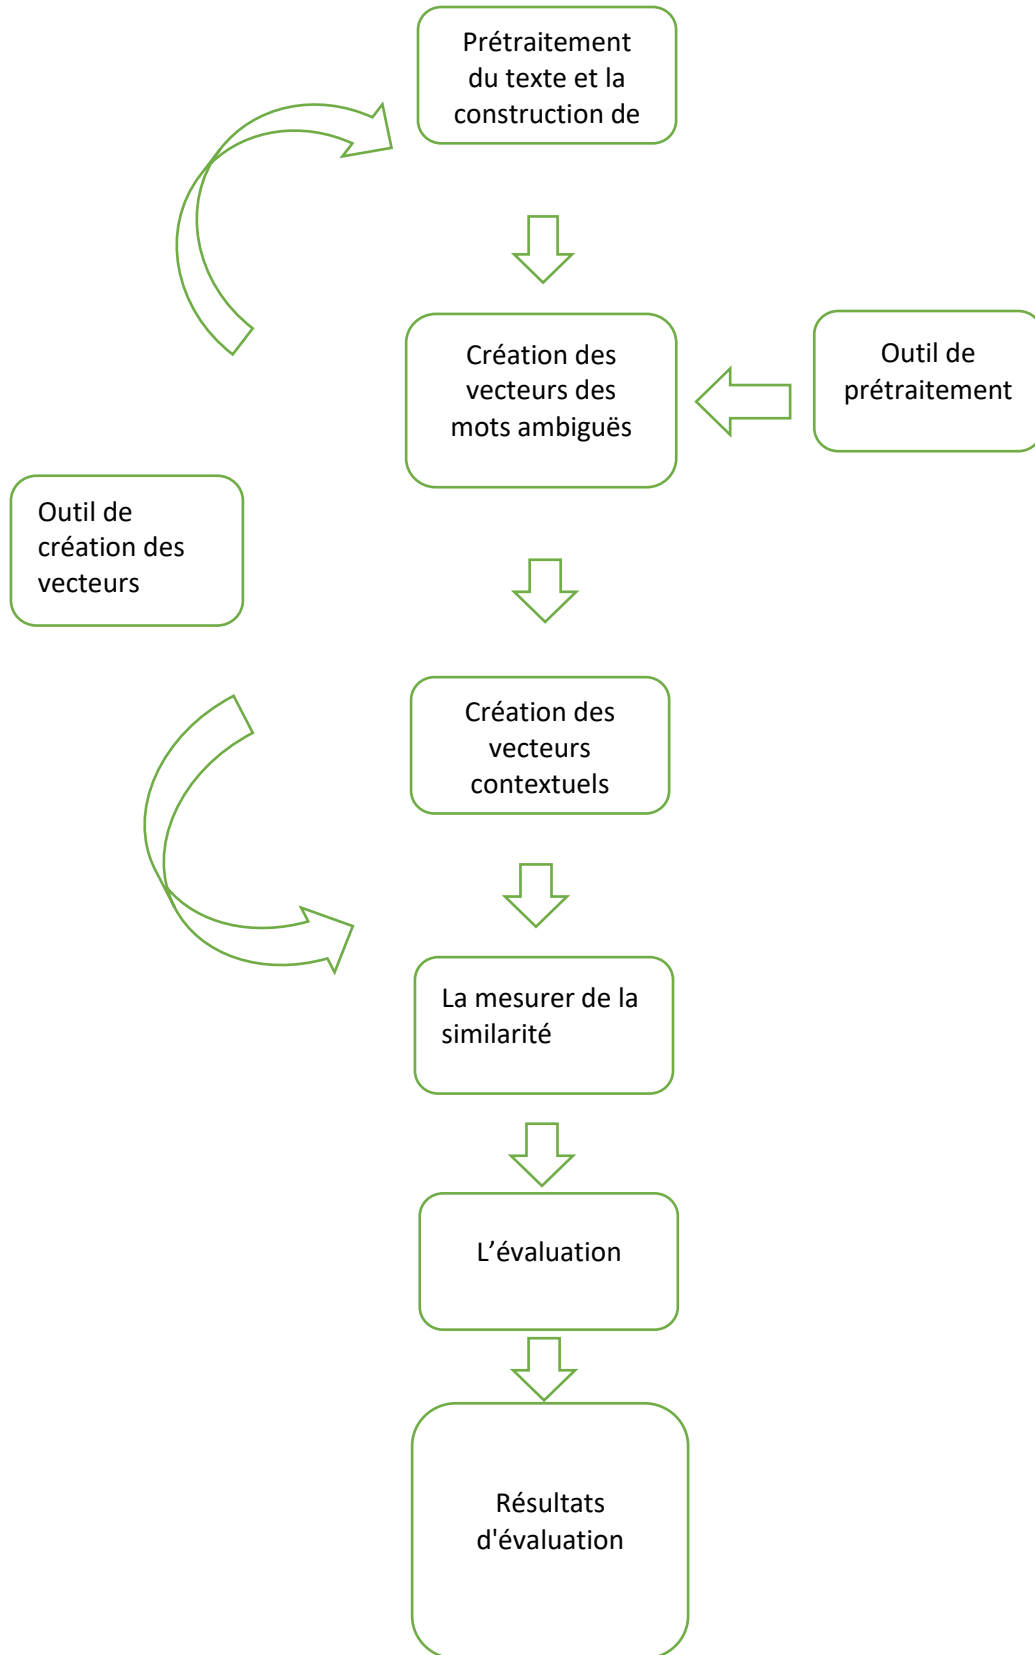 Prétraitement
du texte et la
construction de
Création des
vecteurs des
mots ambiguës
Outil de
prétraitement
Outil de
création des
vecteurs
Création des
vecteurs
contextuels
La mesurer de la
similarité
L’évaluation
Résultats
d'évaluation